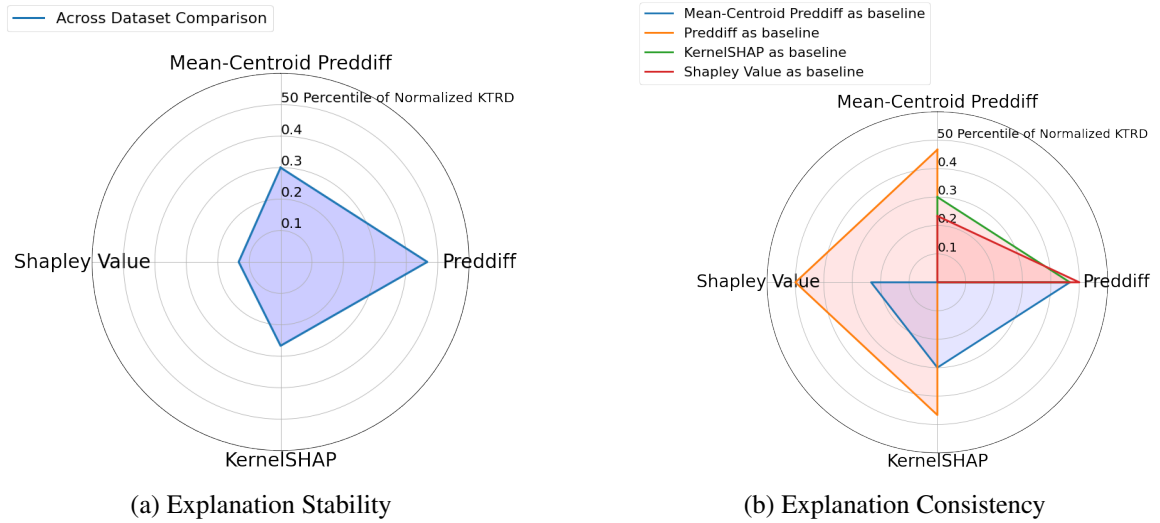 Across Dataset Comparison
Mean-Centroid Preddiff
50 Percentile of Normalized KTRD
0.4
0.3
0.2
0.1
Shapley Value
Preddiff
KernelSHAP
(a) Explanation Stability
Mean-Centroid Preddiff as baseline
Preddiff as baseline
KernelSHAP as baseline
Shapley Value as baseline
Mean-Centroid Preddiff
50 Percentile of Normalized KTRD
0.4
0.3
0.2
0.1
Shapley Value
Preddiff
KernelSHAP
(b) Explanation Consistency